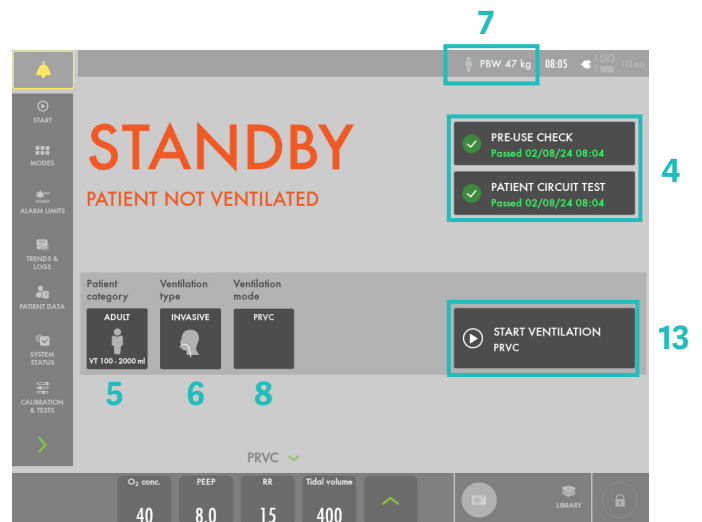 7
PBW 47 kg
08:05
113 min
START
MODES
ALARM LIMITS
TRENDS &
LOGS
PATIENT DATA
SYSTEM
STATUS
CALIBRATION
& TESTS
STANDBY
PATIENT NOT VENTILATED
PRE-USE CHECK
Passed 02/08/24 08:04
PATIENT CIRCUIT TEST
Passed 02/08/24 08:04
4
Patient
category
Ventilation
type
Ventilation
mode
ADULT
VT 100 - 2000 ml
INVASIVE
PRVC
START VENTILATION
PRVC
13
5
6
8
PRVC
O₂ conc.
40
PEEP
8.0
RR
15
Tidal volume
400
LIBRARY